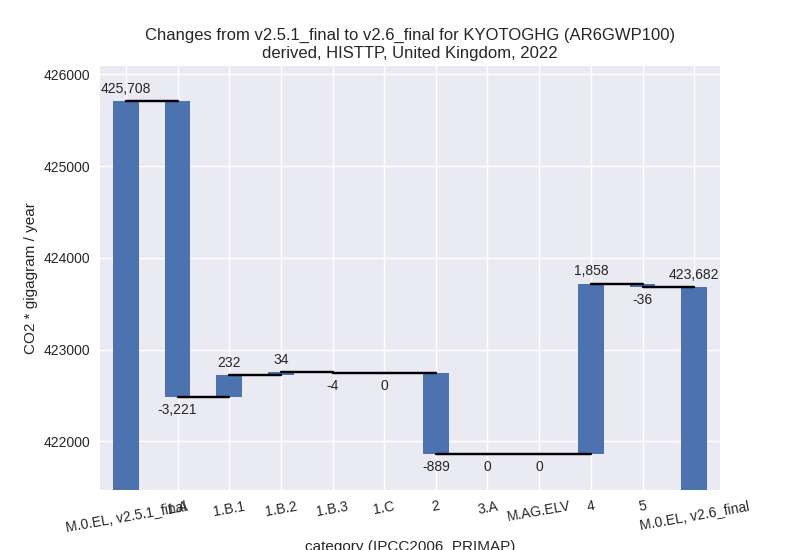 Changes from v2.5.1_final to v2.6_final for KYOTOGHG (AR6GWP100)
derived, HISTTP, United Kingdom, 2022
426000
425000
424000
423000
422000
CO2 * gigagram / year
425,708
-3,221
232
34
-4
0
-889
0
0
1,858
-36
423,682
M.0.EL, v2.5.1_final
1.A
1.B.1
1.B.2
1.B.3
1.C
2
3.A
M.AG.ELV
4
5
M.0.EL, v2.6_final
category (IPCC2006_PRIMAP)